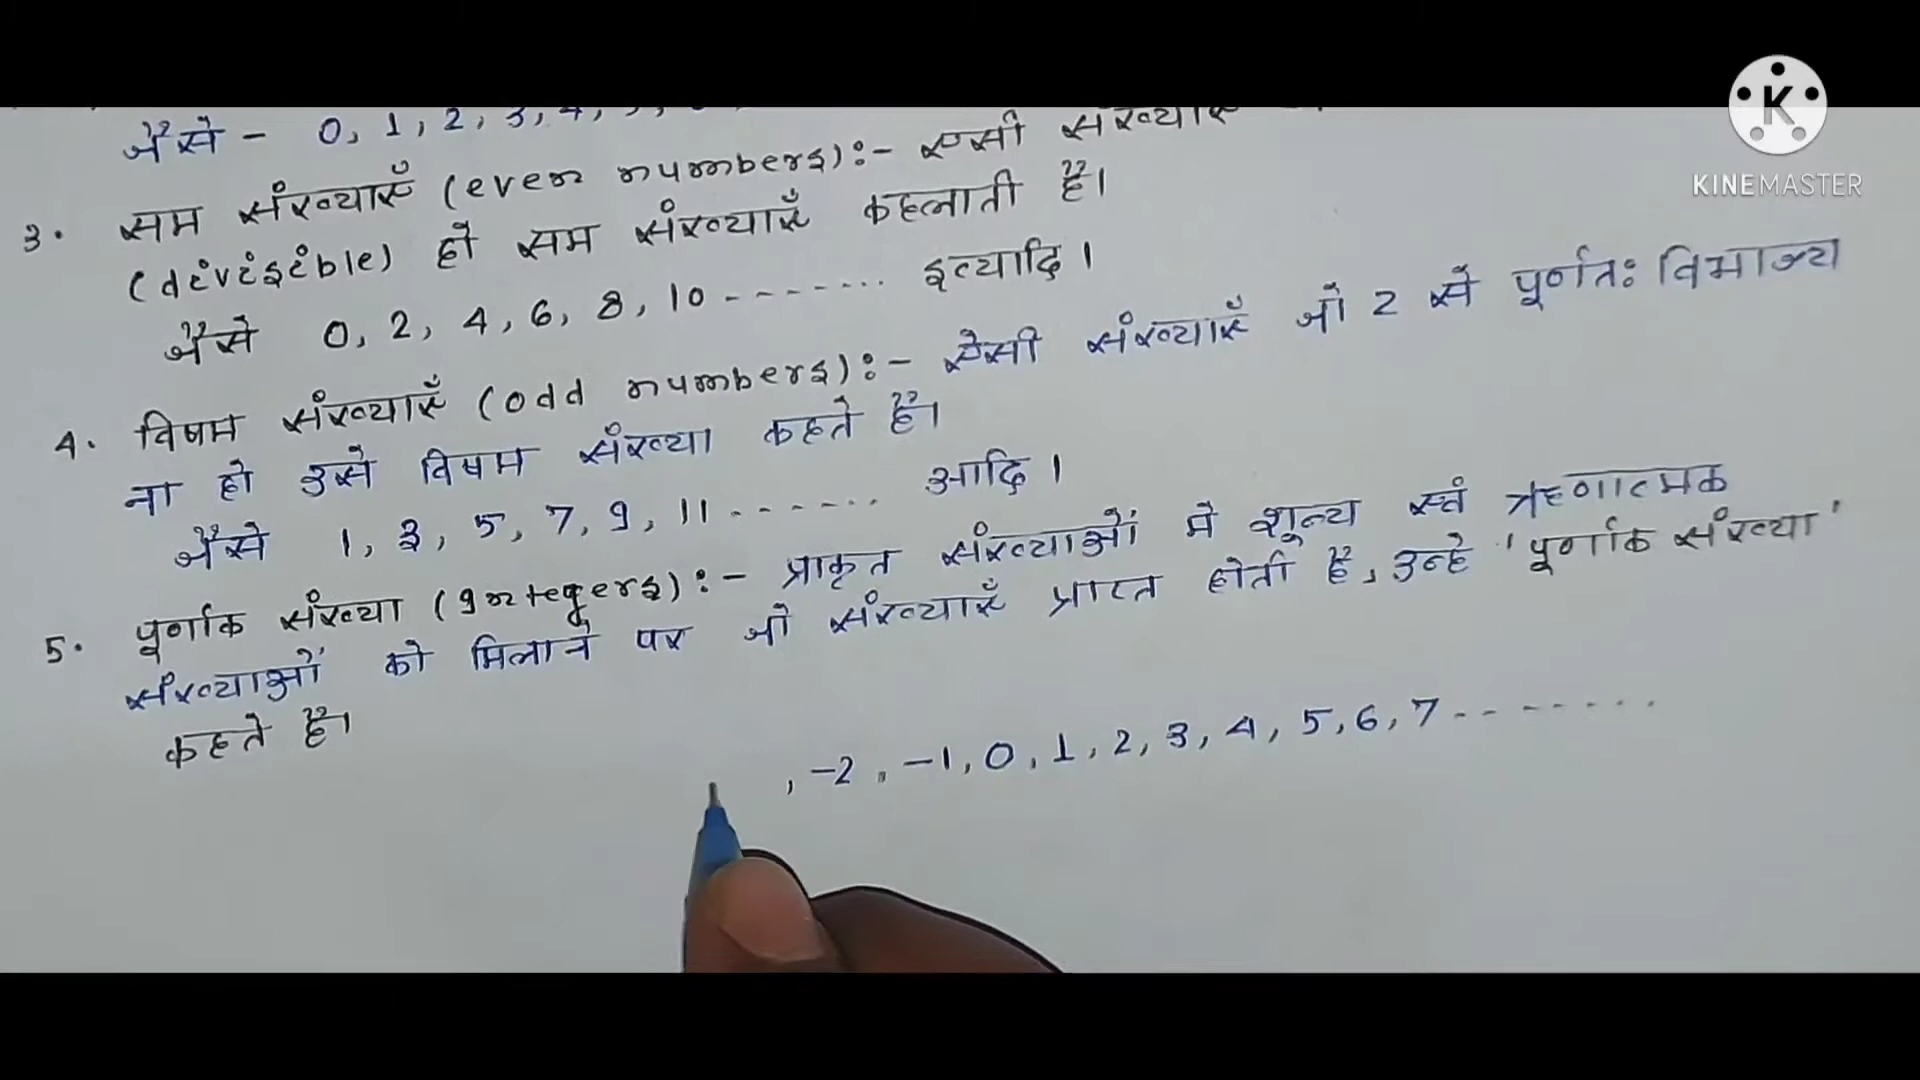 जैसे - 0, 1, 2, 3, 4, 5,
3. सम संख्याएँ (even numbers):- ऐसी संख्याएँ
(divisible) हो सम संख्याएँ कहलाती है।
जैसे 0, 2, 4, 6, 8, 10 ------- इत्यादि।
4. विषम संख्याएँ (odd numbers):- ऐसी संख्याएँ जो 2 से पूर्णतः विभाज्य
ना हो उसे विषम संख्या कहते है।
जैसे 1, 3, 5, 7, 9, 11 ------- आदि।
5. पूर्णाक संख्या (Integers):- प्राकृत संख्याओं मे शून्य एवं ऋणात्मक
संख्याओं को मिलाने पर जो संख्याएँ प्राप्त होती है, उन्हे 'पूर्णाक संख्या'
कहते है।
, -2, -1, 0, 1, 2, 3, 4, 5, 6, 7 --------
KINEMASTER